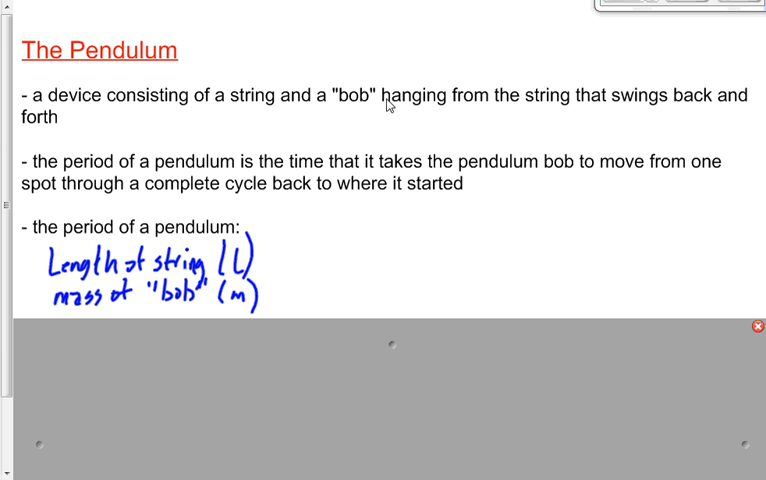 The Pendulum
- a device consisting of a string and a "bob" hanging from the string that swings back and
forth
- the period of a pendulum is the time that it takes the pendulum bob to move from one
spot through a complete cycle back to where it started
- the period of a pendulum:
Length of string (L)
mass of "bob" (m)